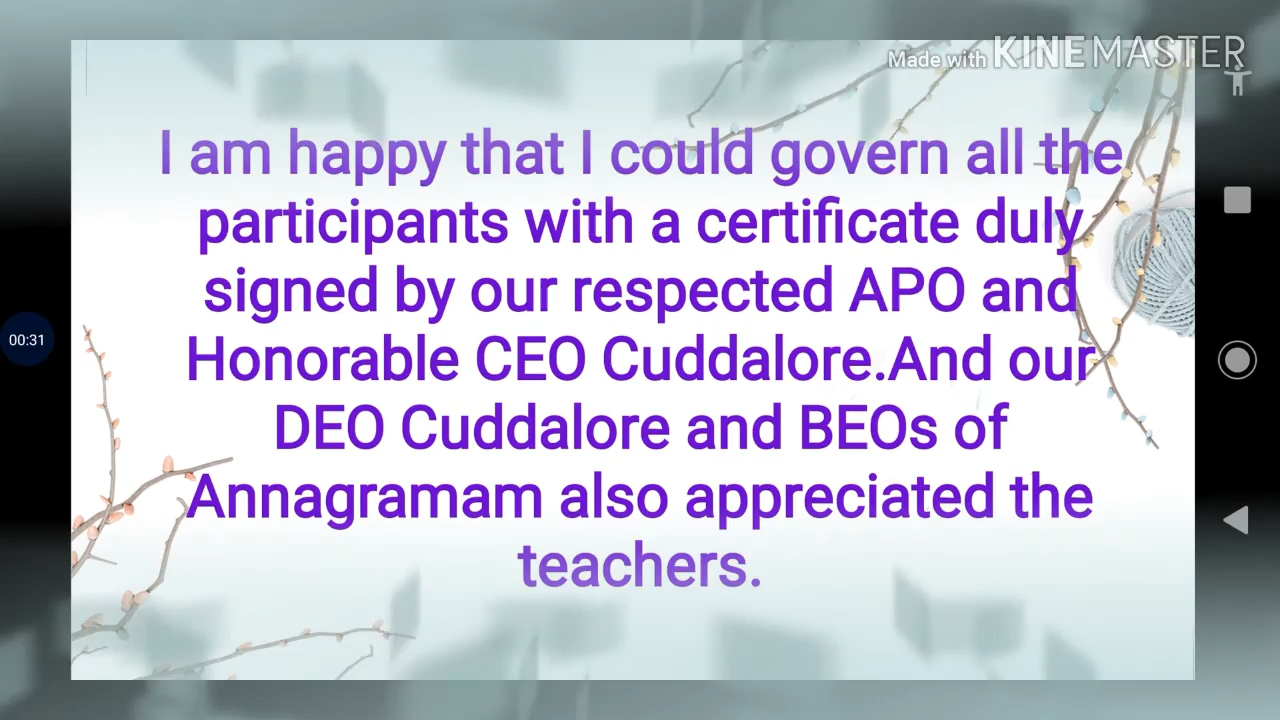 Made with KINEMASTER
I am happy that I could govern all the
participants with a certificate duly
signed by our respected APO and
Honorable CEO Cuddalore.And our
00:31
DEO Cuddalore and BEOs of
Annagramam also appreciated the
teachers.